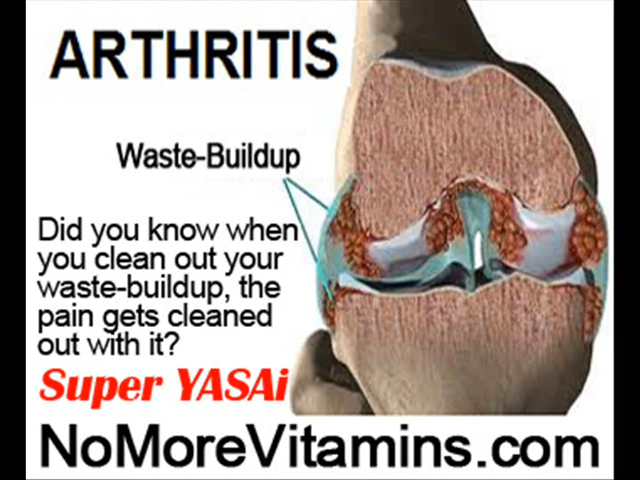 ARTHRITIS
Waste-Buildup
Did you know when
you clean out your
waste-buildup, the
pain gets cleaned
out with it?
Super YASAi
NoMoreVitamins.com